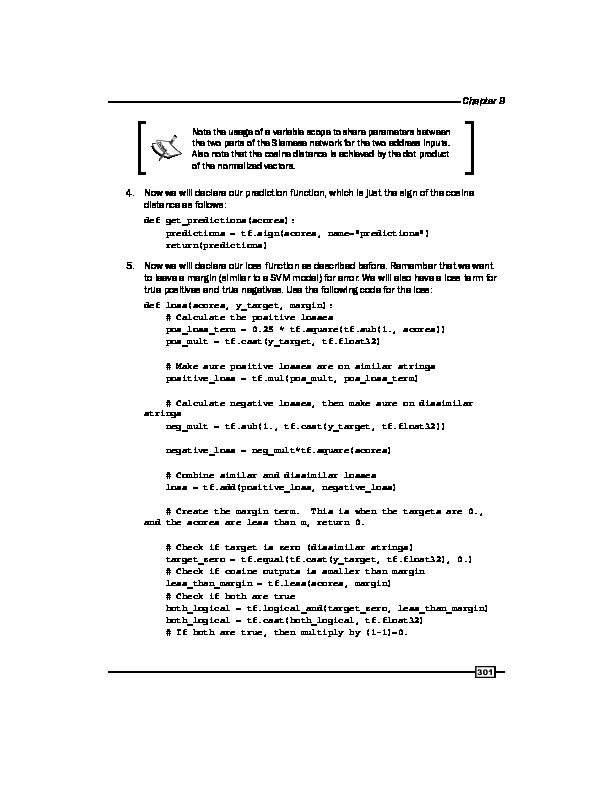 Chapter 9
Note the usage of a variable scope to share parameters between
the two parts of the Siamese network for the two address inputs.
Also note that the cosine distance is achieved by the dot product
of the normalized vectors.
4. Now we will declare our prediction function, which is just the sign of the cosine
distance as follows:
def get_predictions(scores):
    predictions = tf.sign(scores, name="predictions")
    return(predictions)
5. Now we will declare our loss function as described before. Remember that we want
to leave a margin (similar to a SVM model) for error. We will also have a loss term for
true positives and true negatives. Use the following code for the loss:
def loss(scores, y_target, margin):
    # Calculate the positive losses
    pos_loss_term = 0.25 * tf.square(tf.sub(1., scores))
    pos_mult = tf.cast(y_target, tf.float32)
    # Make sure positive losses are on similar strings
    positive_loss = tf.mul(pos_mult, pos_loss_term)
    # Calculate negative losses, then make sure on dissimilar
strings
    neg_mult = tf.sub(1., tf.cast(y_target, tf.float32))
    negative_loss = neg_mult*tf.square(scores)
    # Combine similar and dissimilar losses
    loss = tf.add(positive_loss, negative_loss)
    # Create the margin term.  This is when the targets are 0.,
and the scores are less than m, return 0.
    # Check if target is zero (dissimilar strings)
    target_zero = tf.equal(tf.cast(y_target, tf.float32), 0.)
    # Check if cosine outputs is smaller than margin
    less_than_margin = tf.less(scores, margin)
    # Check if both are true
    both_logical = tf.logical_and(target_zero, less_than_margin)
    both_logical = tf.cast(both_logical, tf.float32)
    # If both are true, then multiply by (1-1)=0.
301